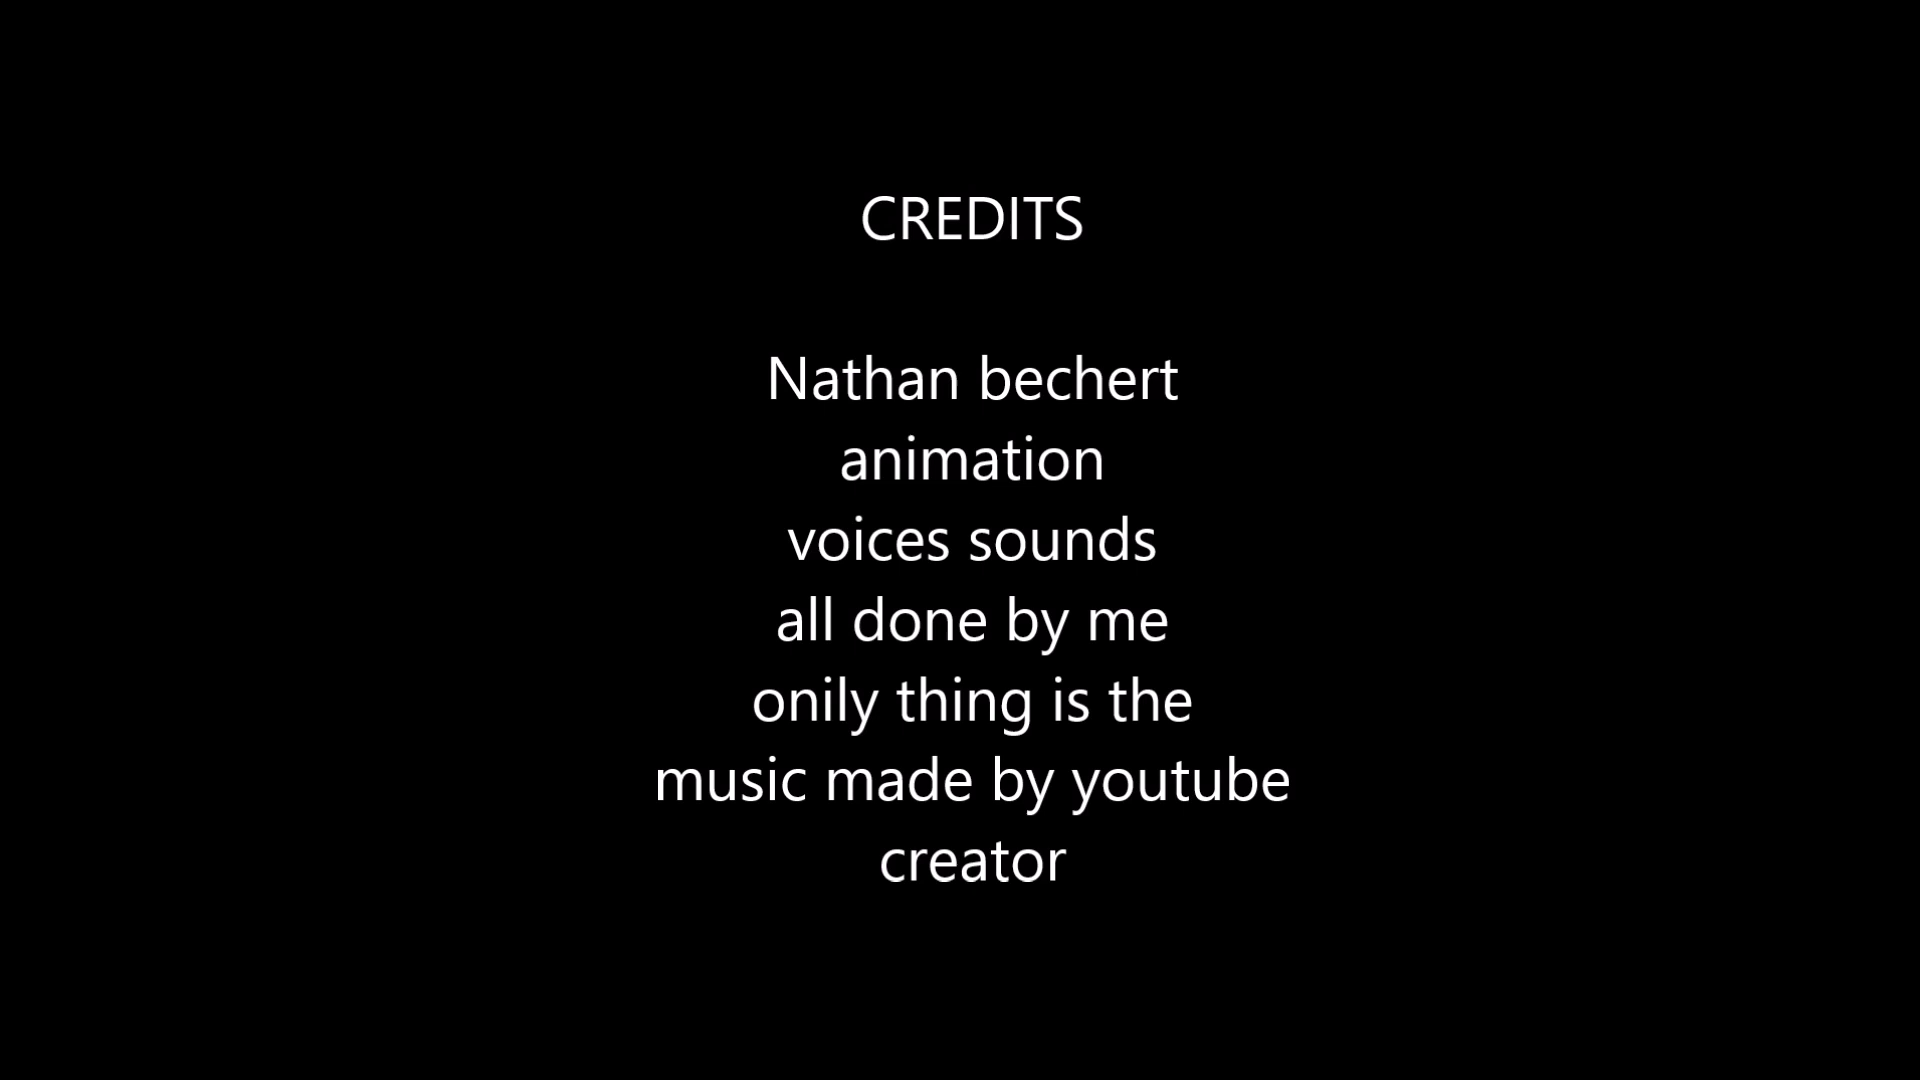 CREDITS
Nathan bechert
animation
voices sounds
all done by me
onily thing is the
music made by youtube
creator